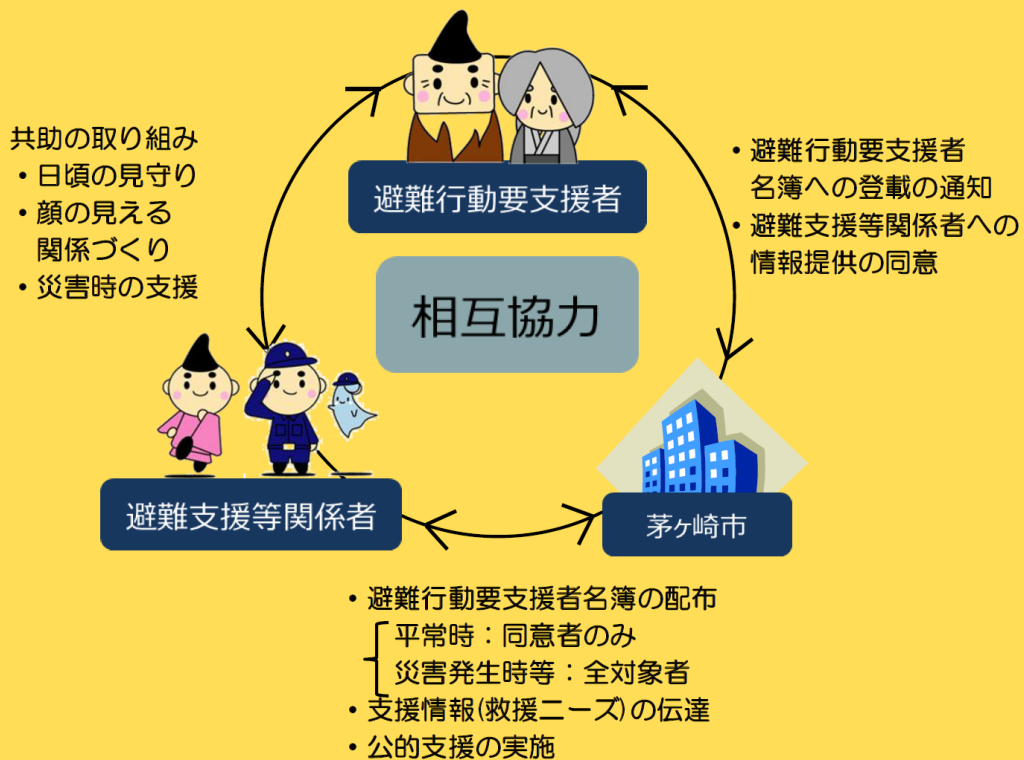 避難行動要支援者
共助の取り組み
・日頃の見守り
・顔の見える
関係づくり
・災害時の支援
・避難行動要支援者
名簿への登載の通知
・避難支援等関係者への
情報提供の同意
相互協力
避難支援等関係者
茅ヶ崎市
・避難行動要支援者名簿の配布
平常時：同意者のみ
災害発生時等：全対象者
・支援情報(救援ニーズ)の伝達
・公的支援の実施